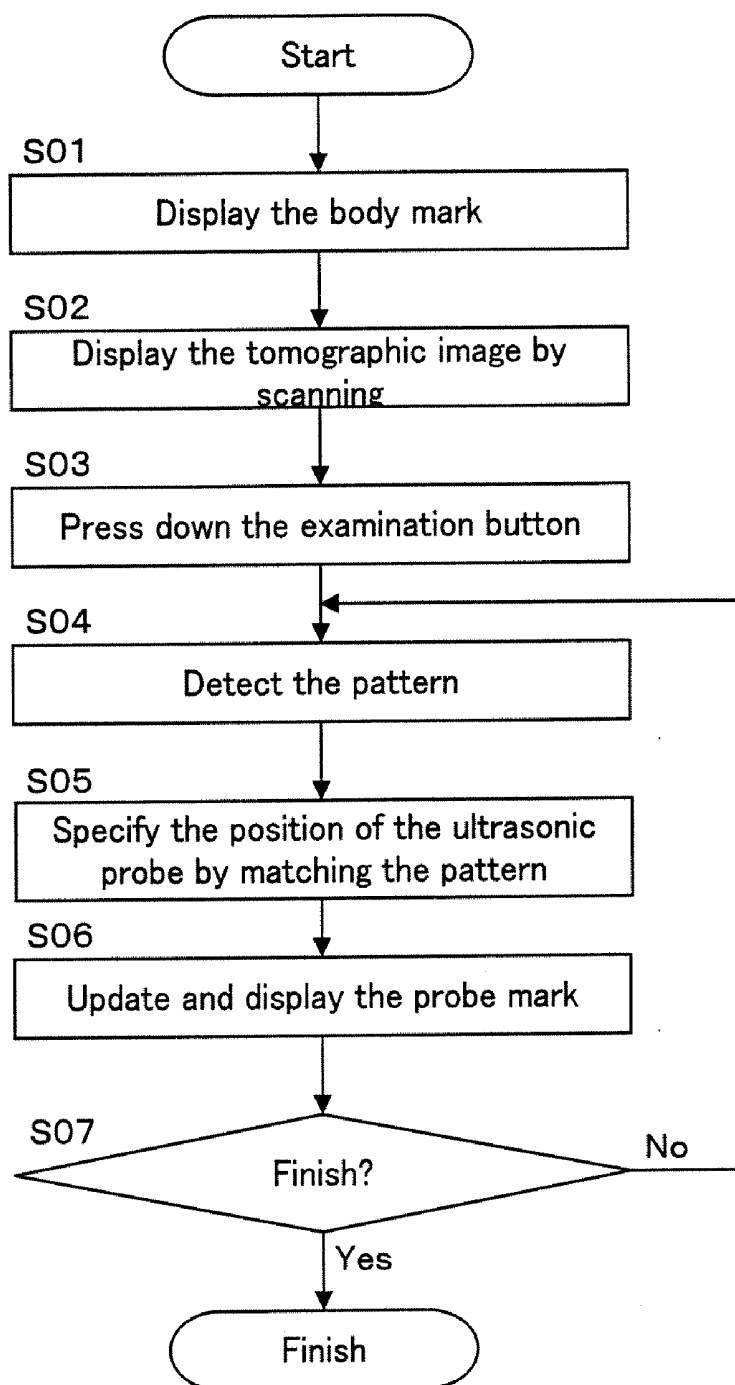 Start
S01
Display the body mark
S02
Display the tomographic image by
scanning
S03
Press down the examination button
S04
Detect the pattern
S05
Specify the position of the ultrasonic
probe by matching the pattern
S06
Update and display the probe mark
S07
Finish?
No
Yes
Finish